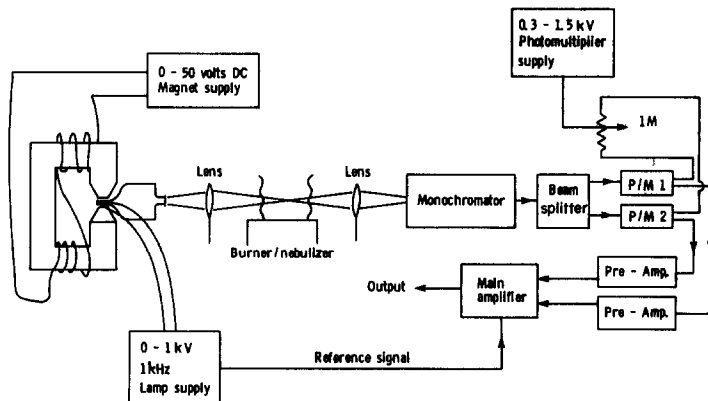 0.3 - 1.5 kV
Photomultiplier
supply
0 - 50 volts DC
Magnet supply
1M
Lens
Lens
Monochromator
Beam
splitter
P/M 1
P/M 2
Burner/nebulizer
Pre - Amp.
Output
Main
amplifier
Pre - Amp.
0 - 1 kV
1 kHz
Lamp supply
Reference signal